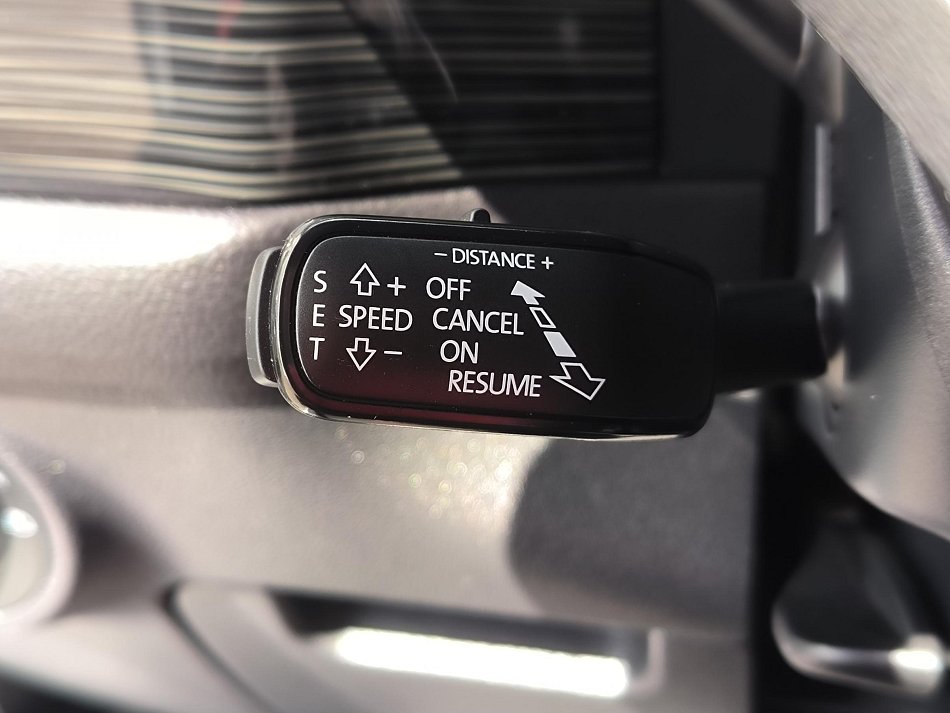 − DISTANCE +
S + OFF
E SPEED CANCEL
T − ON
RESUME